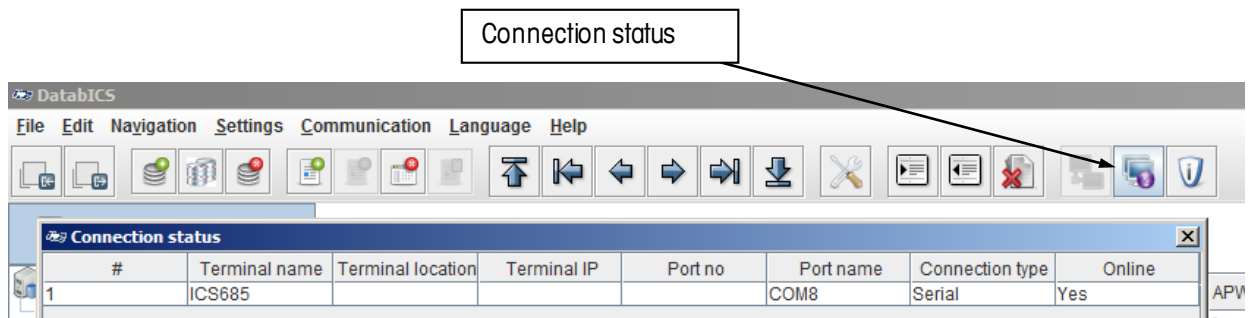 Connection status
DatabICS
File Edit Navigation Settings Communication Language Help
Connection status
# Terminal name Terminal location Terminal IP Port no Port name Connection type Online
1 ICS685 COM8 Serial Yes